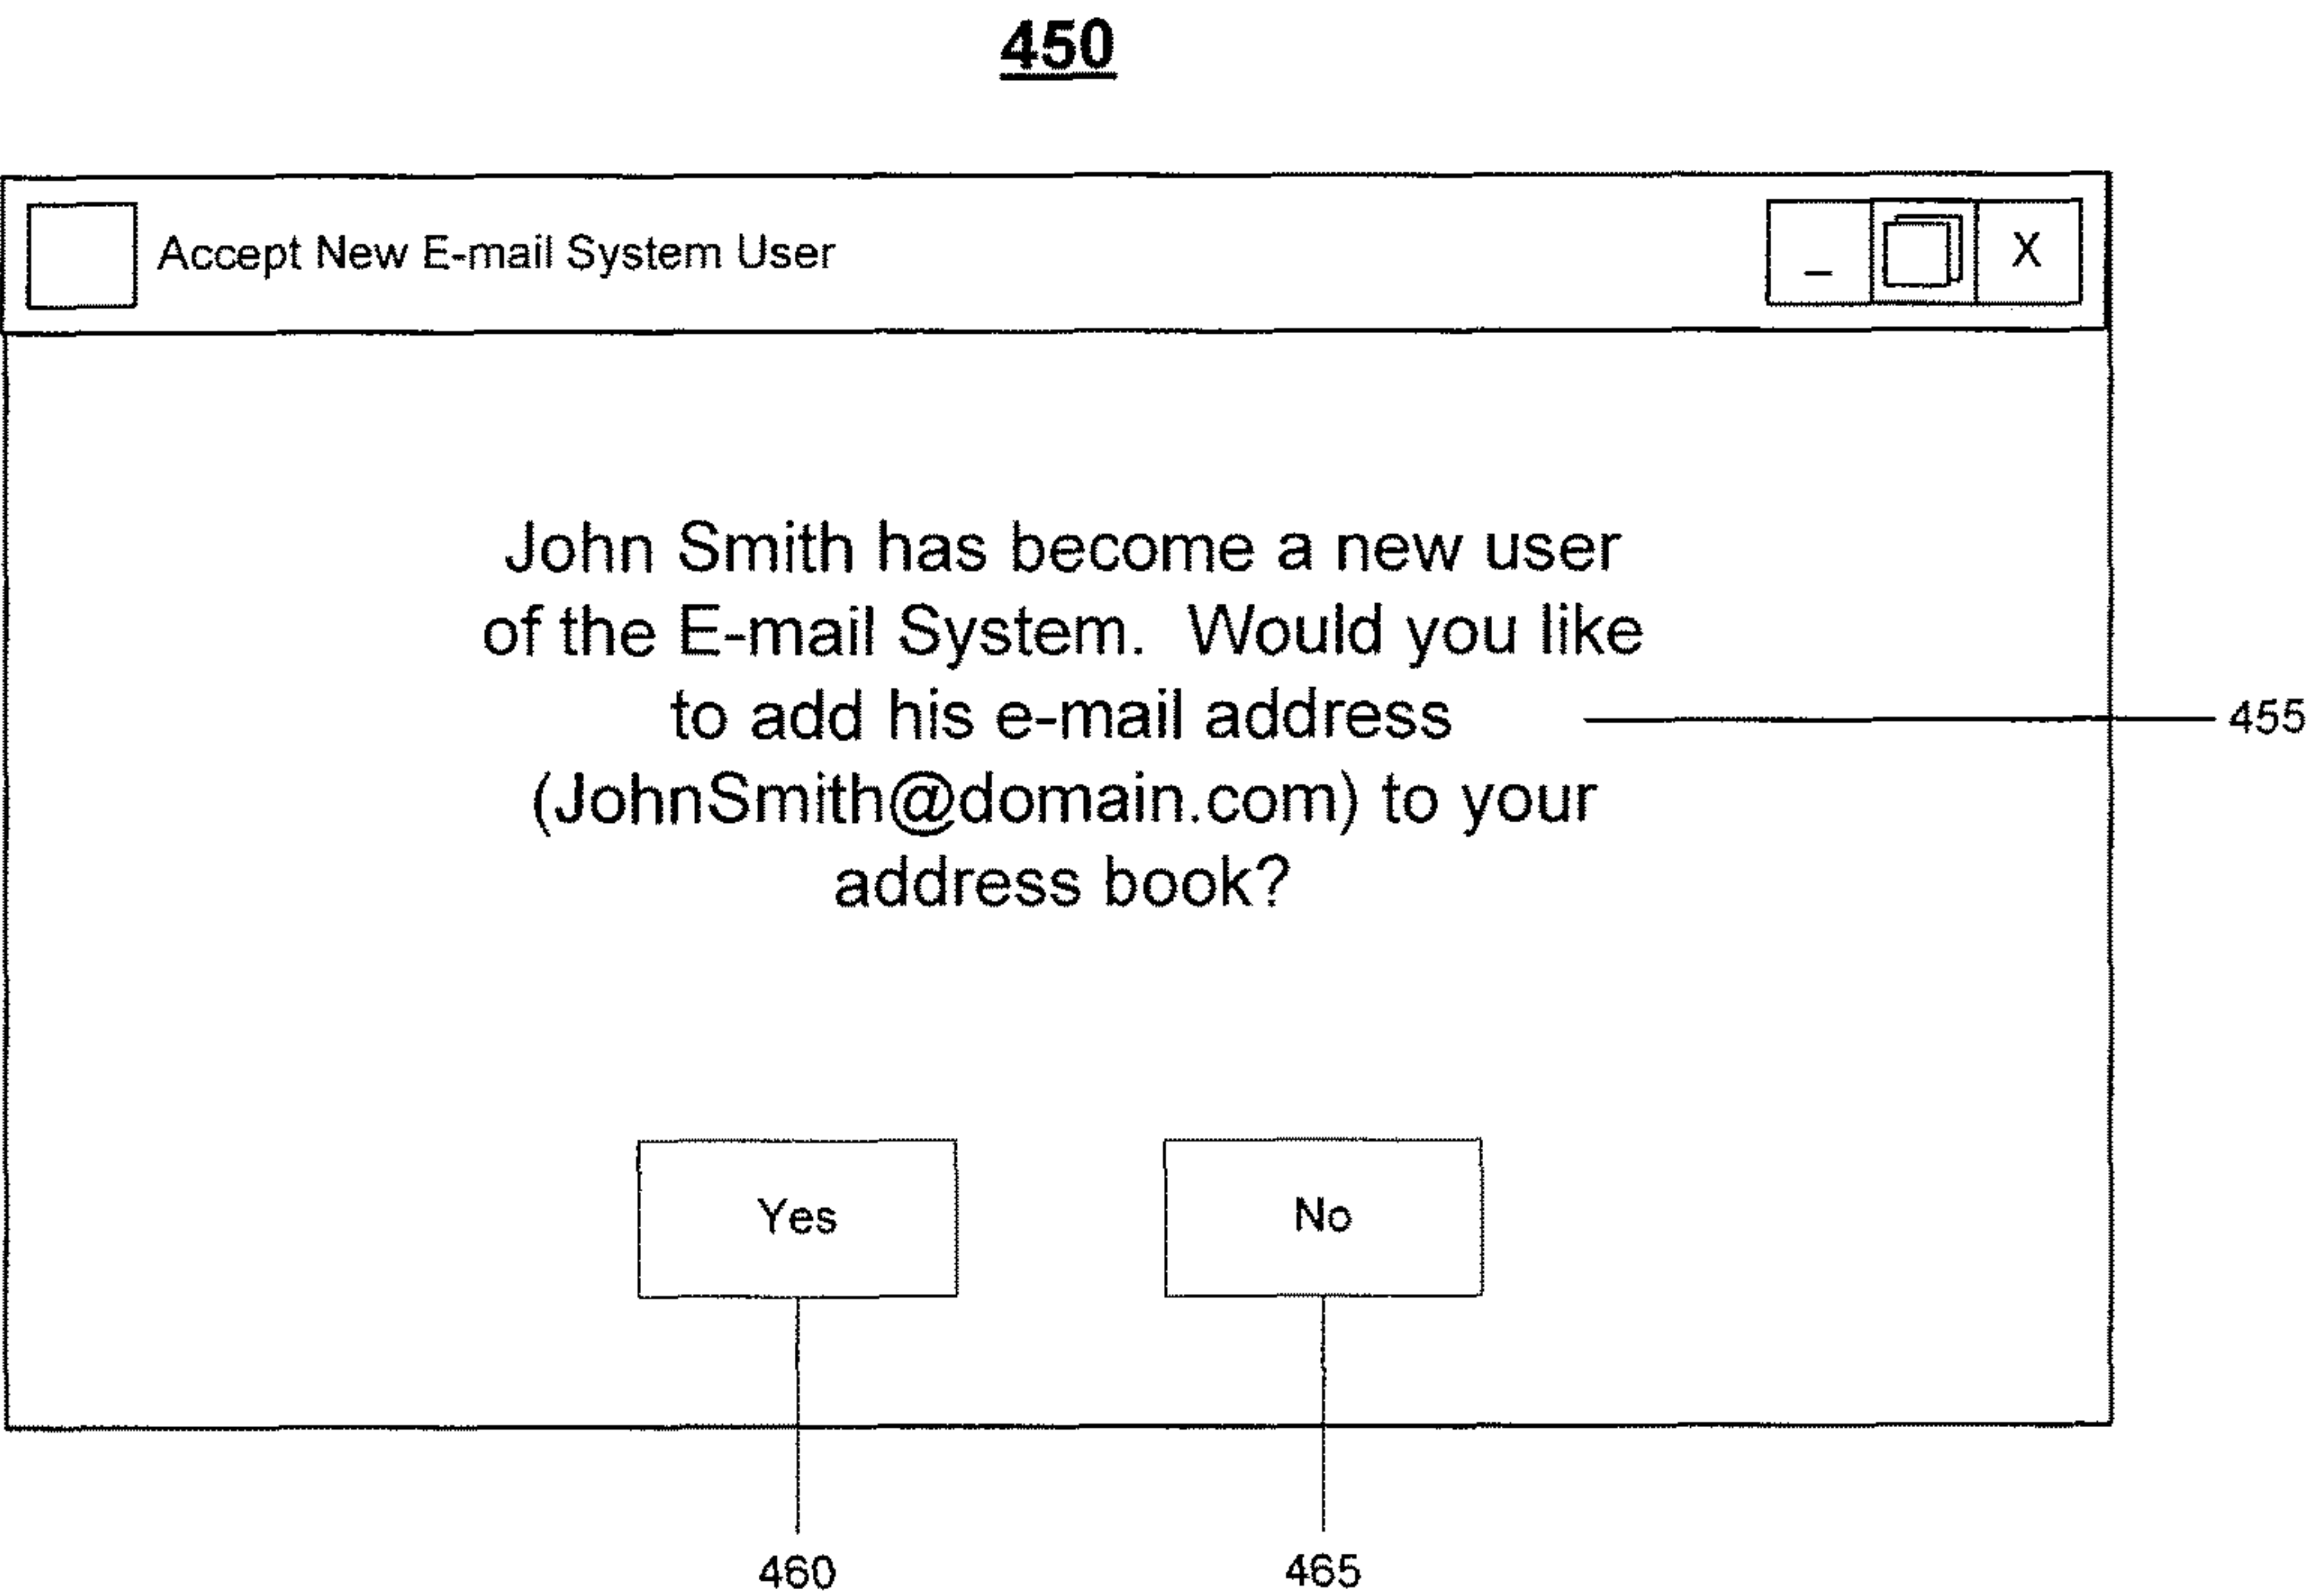 450
Accept New E-mail System User
_ X
John Smith has become a new user
of the E-mail System.  Would you like
to add his e-mail address
455
(JohnSmith@domain.com) to your
address book?
Yes No
460 465